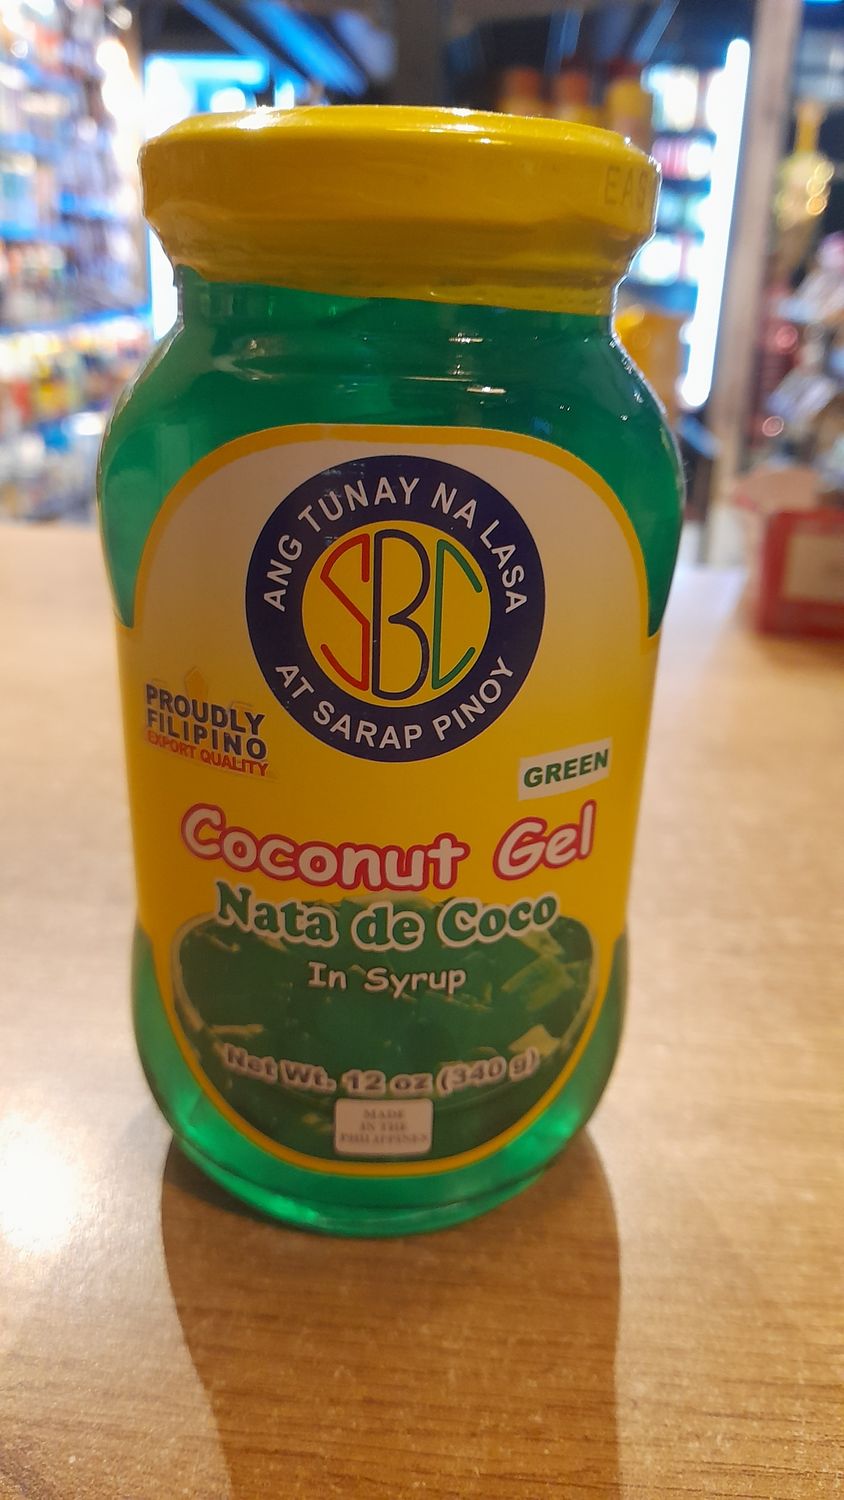 EAS
ANG TUNAY NA LASA
SBC
AT SARAP PINOY
PROUDLY
FILIPINO
EXPORT QUALITY
GREEN
Coconut Gel
Nata de Coco
In Syrup
Net Wt. 12 oz (340 g)
MADE
IN THE
PHILIPPINES